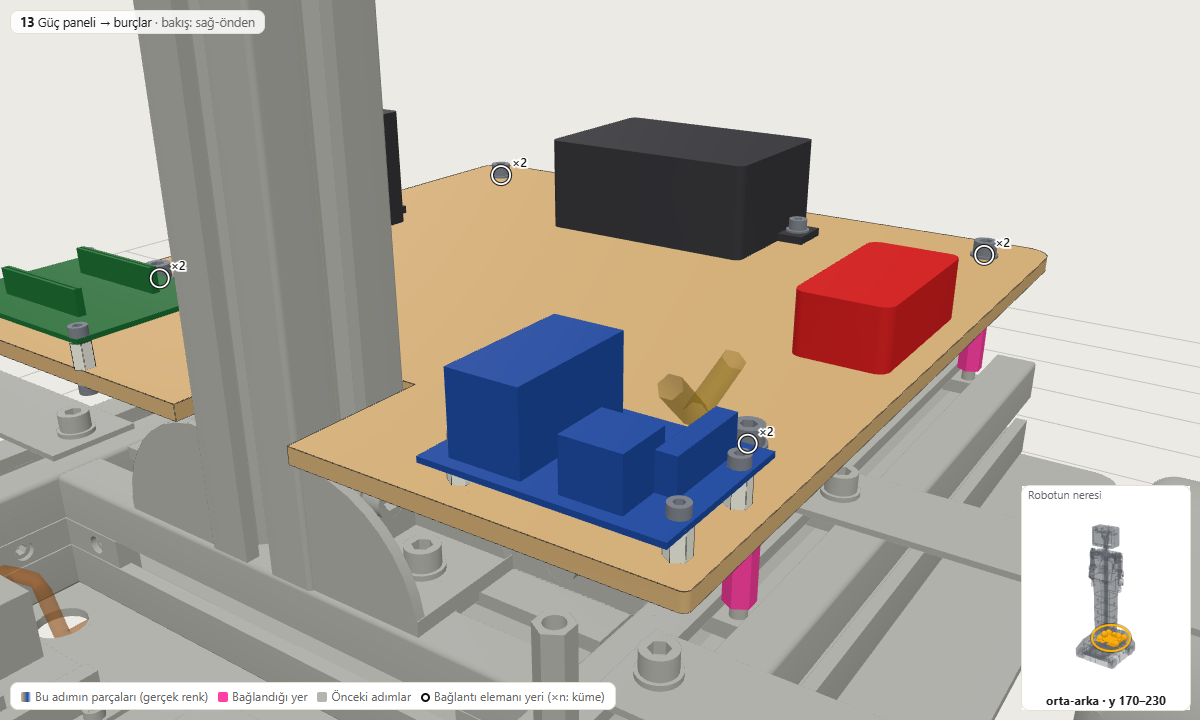 13 Güç paneli → burçlar · bakış: sağ-önden
×2
×2
×2
×2
Robotun neresi
orta-arka · y 170–230
Bu adımın parçaları (gerçek renk) Bağlandığı yer Önceki adımlar Bağlantı elemanı yeri (×n: küme)